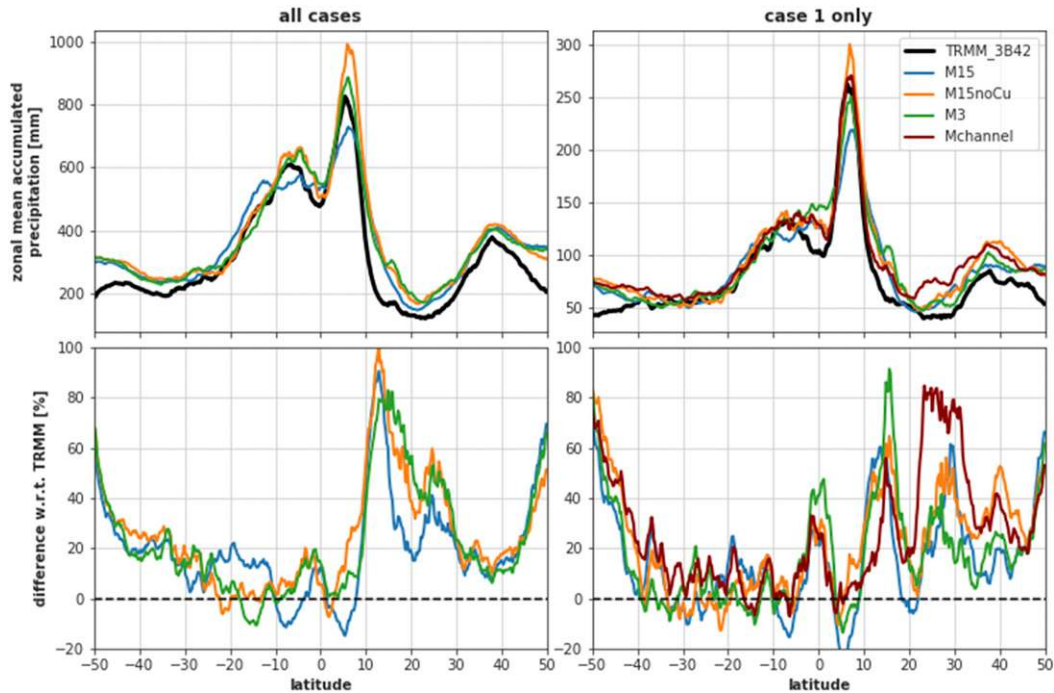 all cases
case 1 only
zonal mean accumulated
precipitation [mm]
1000
800
600
400
200
300
250
200
150
100
50
TRMM_3B42
M15
M15noCu
M3
Mchannel
difference w.r.t. TRMM [%]
100
80
60
40
20
0
−20
100
80
60
40
20
0
−20
−50 −40 −30 −20 −10 0 10 20 30 40 50
−50 −40 −30 −20 −10 0 10 20 30 40 50
latitude
latitude